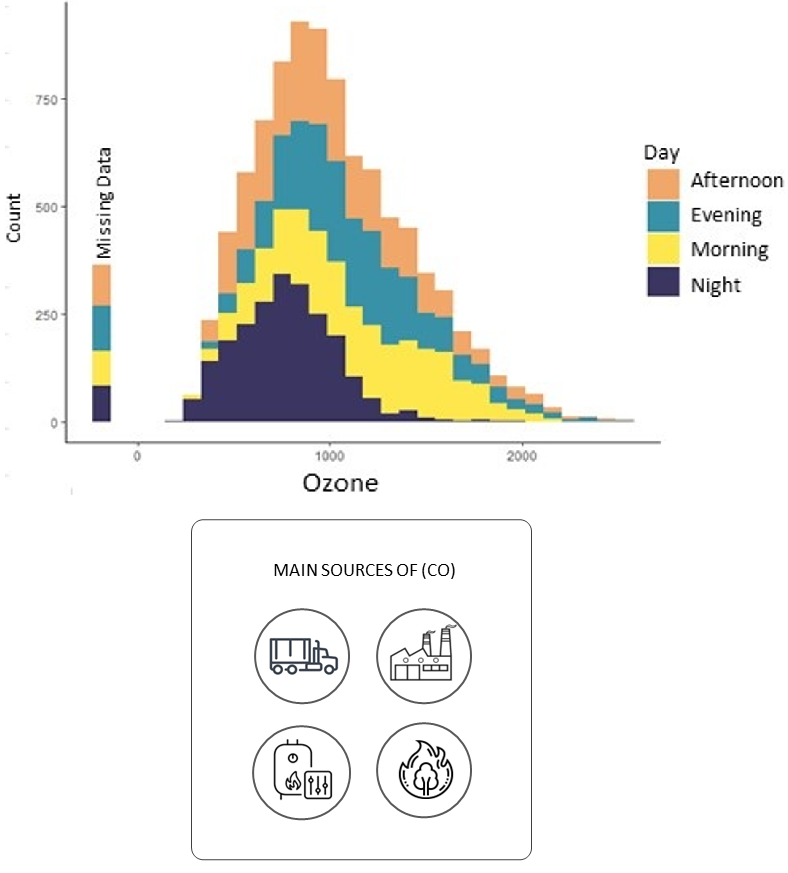 750
500
250
0
Count
Missing Data
0
1000
2000
Ozone
Day
Afternoon
Evening
Morning
Night
MAIN SOURCES OF (CO)